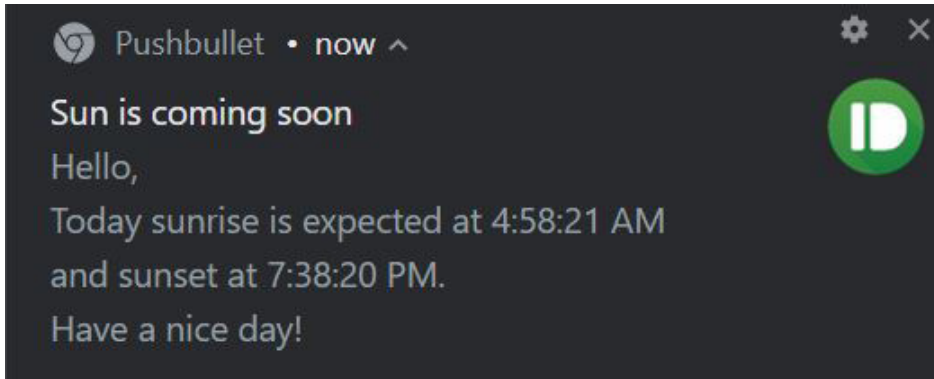 Pushbullet • now
Sun is coming soon
Hello,
Today sunrise is expected at 4:58:21 AM
and sunset at 7:38:20 PM.
Have a nice day!